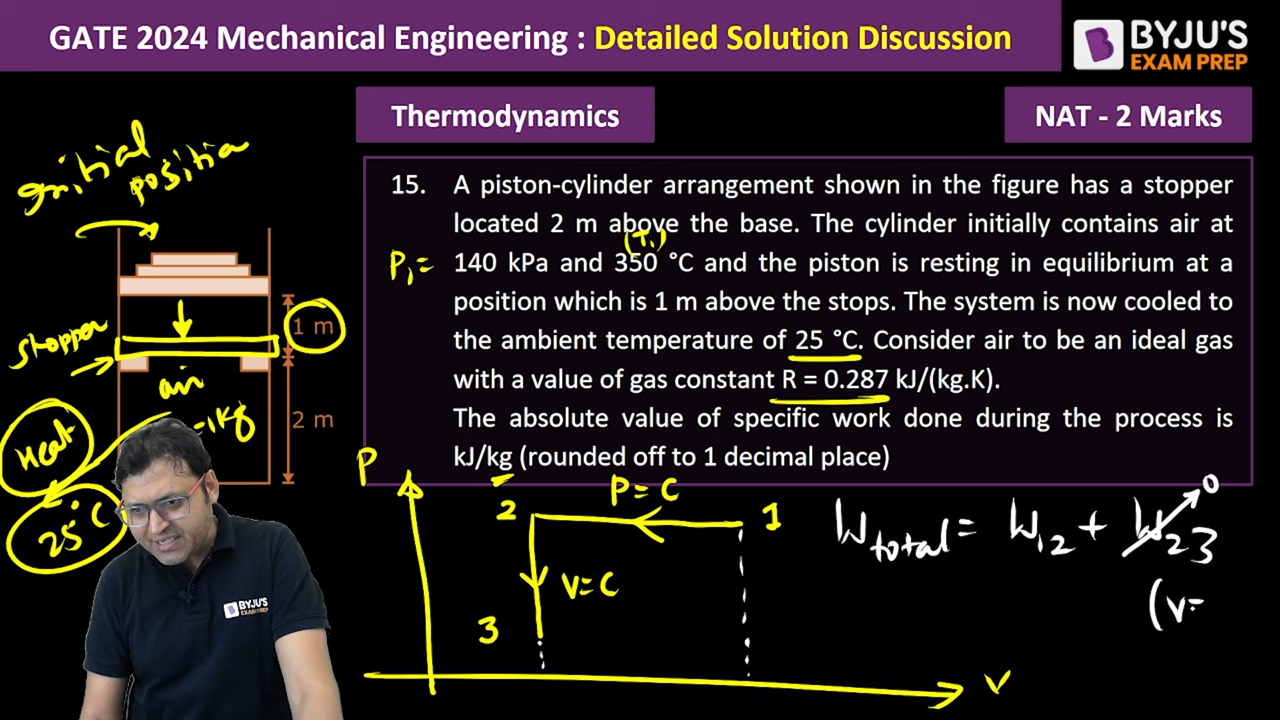 GATE 2024 Mechanical Engineering : Detailed Solution Discussion
BYJU'S
EXAM PREP
Thermodynamics
NAT - 2 Marks
15. A piston-cylinder arrangement shown in the figure has a stopper
located 2 m above the base. The cylinder initially contains air at
140 kPa and 350 °C and the piston is resting in equilibrium at a
position which is 1 m above the stops. The system is now cooled to
the ambient temperature of 25 °C. Consider air to be an ideal gas
with a value of gas constant R = 0.287 kJ/(kg.K).
The absolute value of specific work done during the process is
kJ/kg (rounded off to 1 decimal place)
(T₁)
P₁ =
Initial
position
1 m
stopper
air
=1kg
2 m
Heat
25°C
P
2
P=C
1
V=C
3
V
W total = W₁₂ + W₂₃
0
(V=
BYJU'S
EXAM PREP